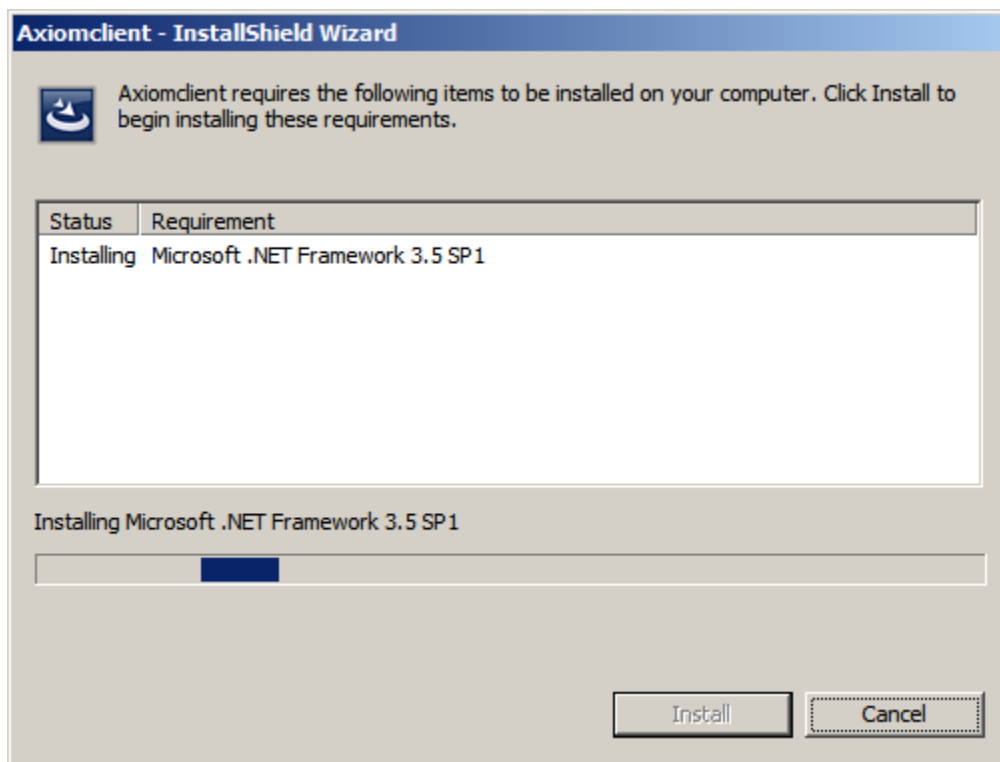 Axiomclient - InstallShield Wizard
Axiomclient requires the following items to be installed on your computer. Click Install to
begin installing these requirements.
Status Requirement
Installing Microsoft .NET Framework 3.5 SP1
Installing Microsoft .NET Framework 3.5 SP1
Install Cancel